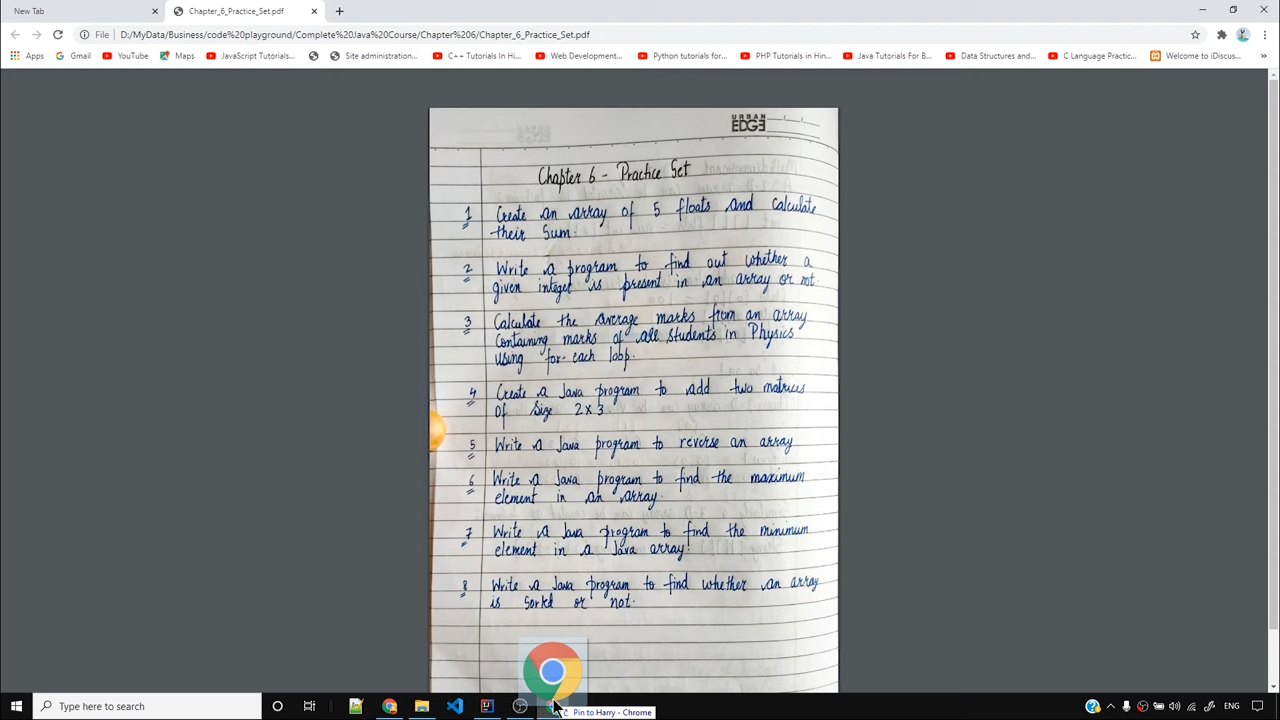 New Tab
Chapter_6_Practice_Set.pdf
File
D:/MyData/Business/code%20playground/Complete%20Java%20Course/Chapter%206/Chapter_6_Practice_Set.pdf
Apps Gmail YouTube Maps JavaScript Tutorials... Site administration... C++ Tutorials In Hi... Web Development... Python tutorials for... PHP Tutorials in Hin... Java Tutorials For B... Data Structures an... C Language Practic... Welcome to iDiscus...
URBAN
EDGE
Chapter 6 - Practice Set
1 Create an array of 5 floats and calculate
their sum.
2 Write a program to find out whether a
given integer is present in an array or not.
3 Calculate the average marks from an array
containing marks of all students in Physics
using for-each loop.
4 Create a Java program to add two matrices
of size 2x3.
5 Write a Java program to reverse an array
6 Write a Java program to find the maximum
element in an array.
7 Write a Java program to find the minimum
element in a Java array.
8 Write a Java program to find whether an array
is sorted or not.
Type here to search
Pin to Harry - Chrome